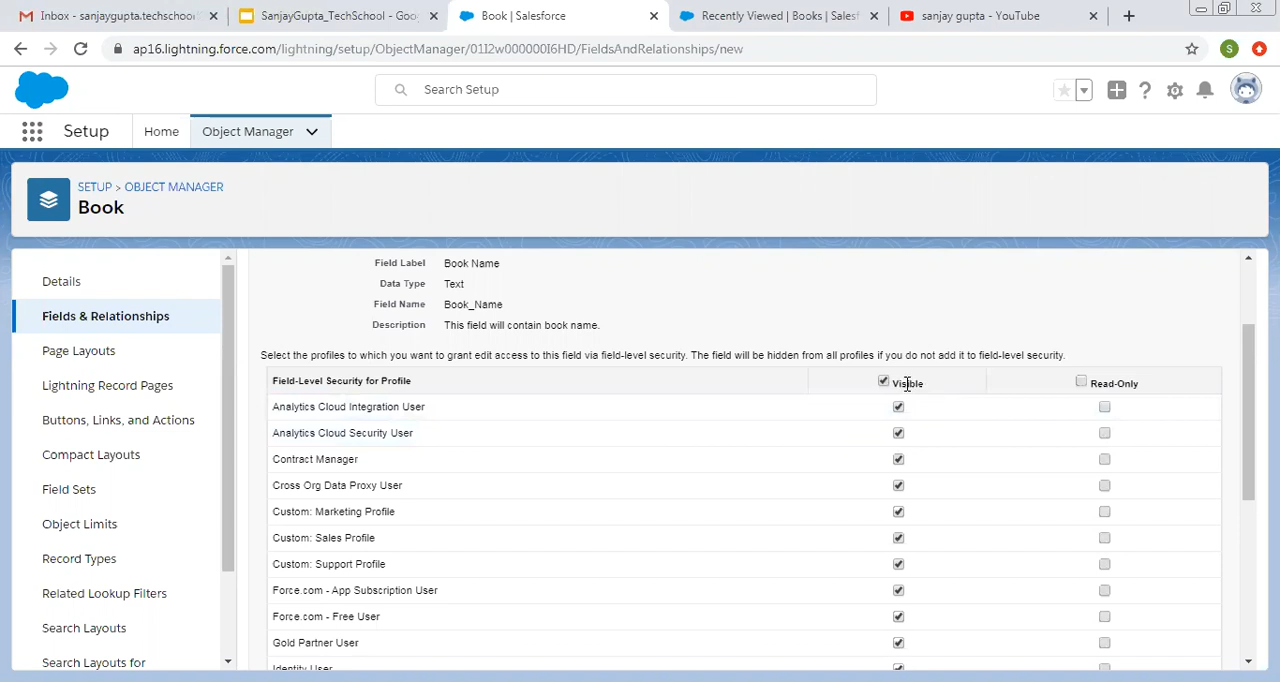 Inbox - sanjaygupta.techschool
SanjayGupta_TechSchool - Goo
Book | Salesforce
Recently Viewed | Books | Salesf
sanjay gupta - YouTube
ap16.lightning.force.com/lightning/setup/ObjectManager/01I2w000000I6HD/FieldsAndRelationships/new
S
Search Setup
Setup
Home
Object Manager
SETUP > OBJECT MANAGER
Book
Details
Fields & Relationships
Page Layouts
Lightning Record Pages
Buttons, Links, and Actions
Compact Layouts
Field Sets
Object Limits
Record Types
Related Lookup Filters
Search Layouts
Search Layouts for
Field Label Book Name
Data Type Text
Field Name Book_Name
Description This field will contain book name.
Select the profiles to which you want to grant edit access to this field via field-level security. The field will be hidden from all profiles if you do not add it to field-level security.
Field-Level Security for Profile Visible Read-Only
Analytics Cloud Integration User
Analytics Cloud Security User
Contract Manager
Cross Org Data Proxy User
Custom: Marketing Profile
Custom: Sales Profile
Custom: Support Profile
Force.com - App Subscription User
Force.com - Free User
Gold Partner User
Identity User